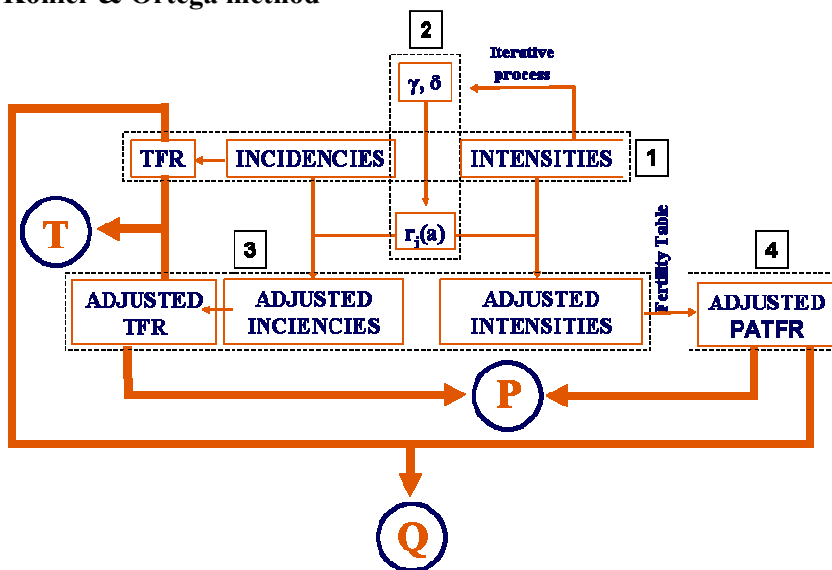 Kohler & Ortega method
2
Iterative
process
γ, δ
TFR
INCIDENCIES
INTENSITIES
1
T
r_j(a)
3
Fertility Table
4
ADJUSTED
TFR
ADJUSTED
INCIENCIES
ADJUSTED
INTENSITIES
ADJUSTED
PATFR
P
Q